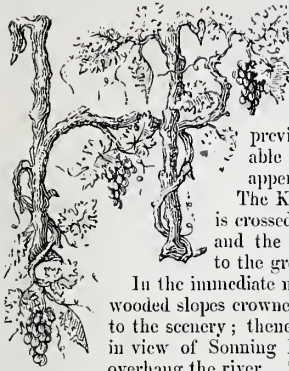 previ
able
apper
The K
is crossed
and the
to the gr
In the immediate
wooded slopes crowne
to the scenery ; thene
in view of Sonning
overhang the river